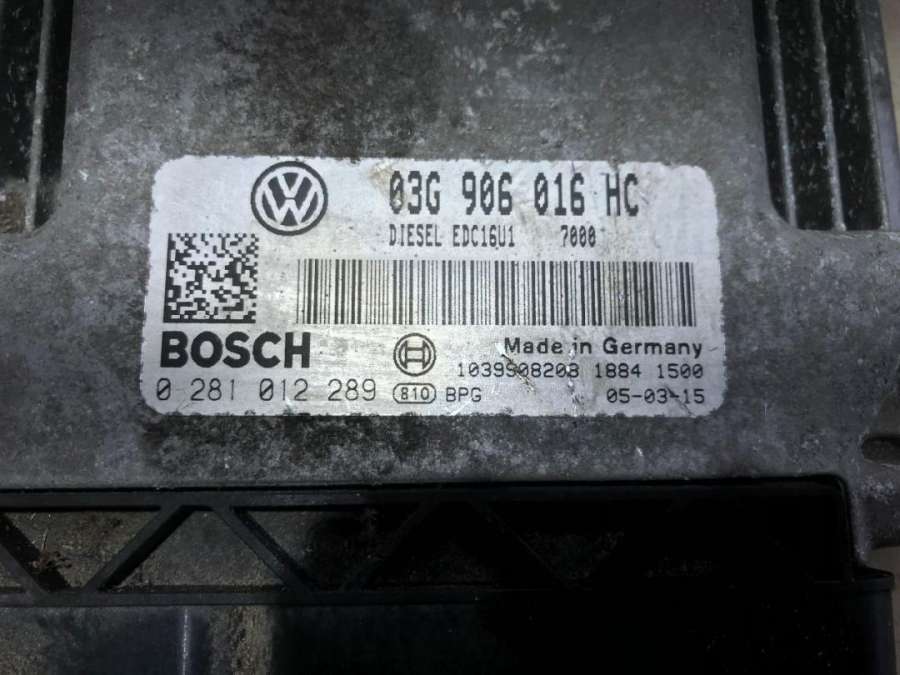 VW 03G 906 016 HC
DIESEL EDC16U1 7000
BOSCH Made in Germany
1039S08203 1884 1500
0 281 012 289 810 BPG 05-03-15